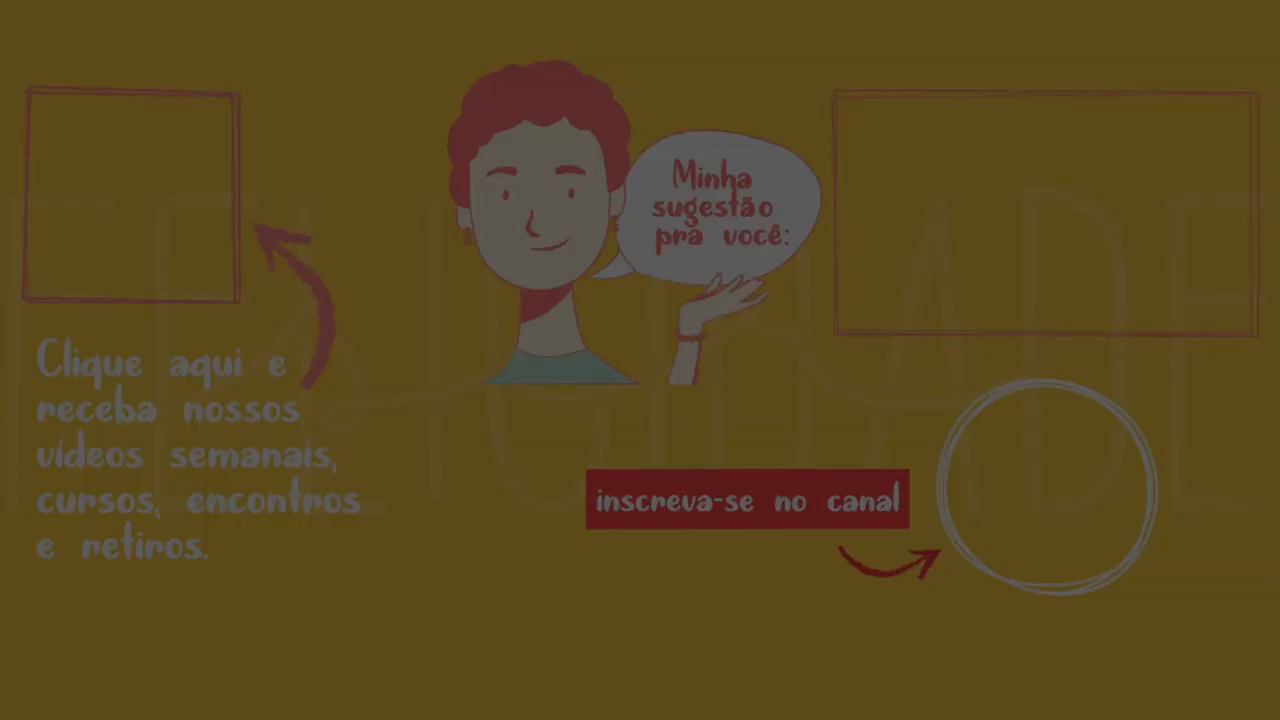 Minha
sugestão
pra você:
Clique aqui e
receba nossos
vídeos semanais,
cursos, encontros
e retiros.
inscreva-se no canal